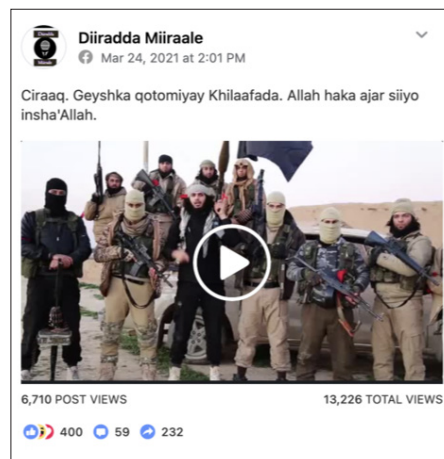 Diiradda Miiraale
Mar 24, 2021 at 2:01 PM
Ciraaq. Geyshka qotomiyay Khilaafada. Allah haka ajar siiyo
insha'Allah.
6,710 POST VIEWS 13,226 TOTAL VIEWS
400 59 232